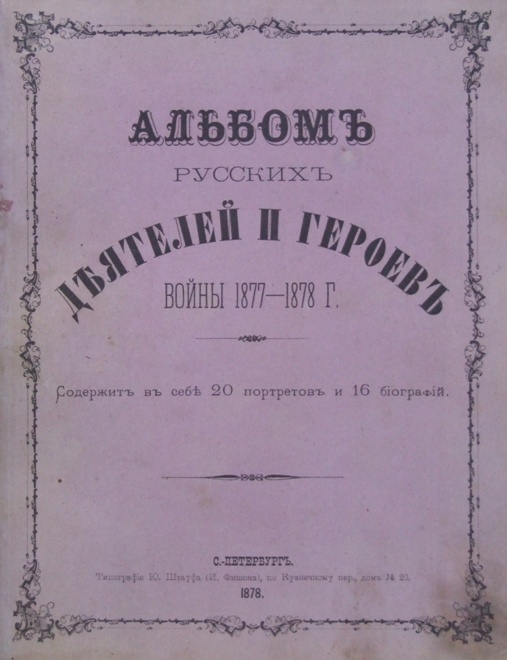 АЛЬБОМЪ
РУССКИХЪ
ДѢЯТЕЛЕЙ И ГЕРОЕВЪ
ВОЙНЫ 1877—1878 Г.
Содержитъ въ себѣ 20 портретовъ и 16 біографій.
С.-ПЕТЕРБУРГЪ.
Типографія Ю. Штауфа (И. Фишона), по Кузнечному пер., домъ № 20.
1878.